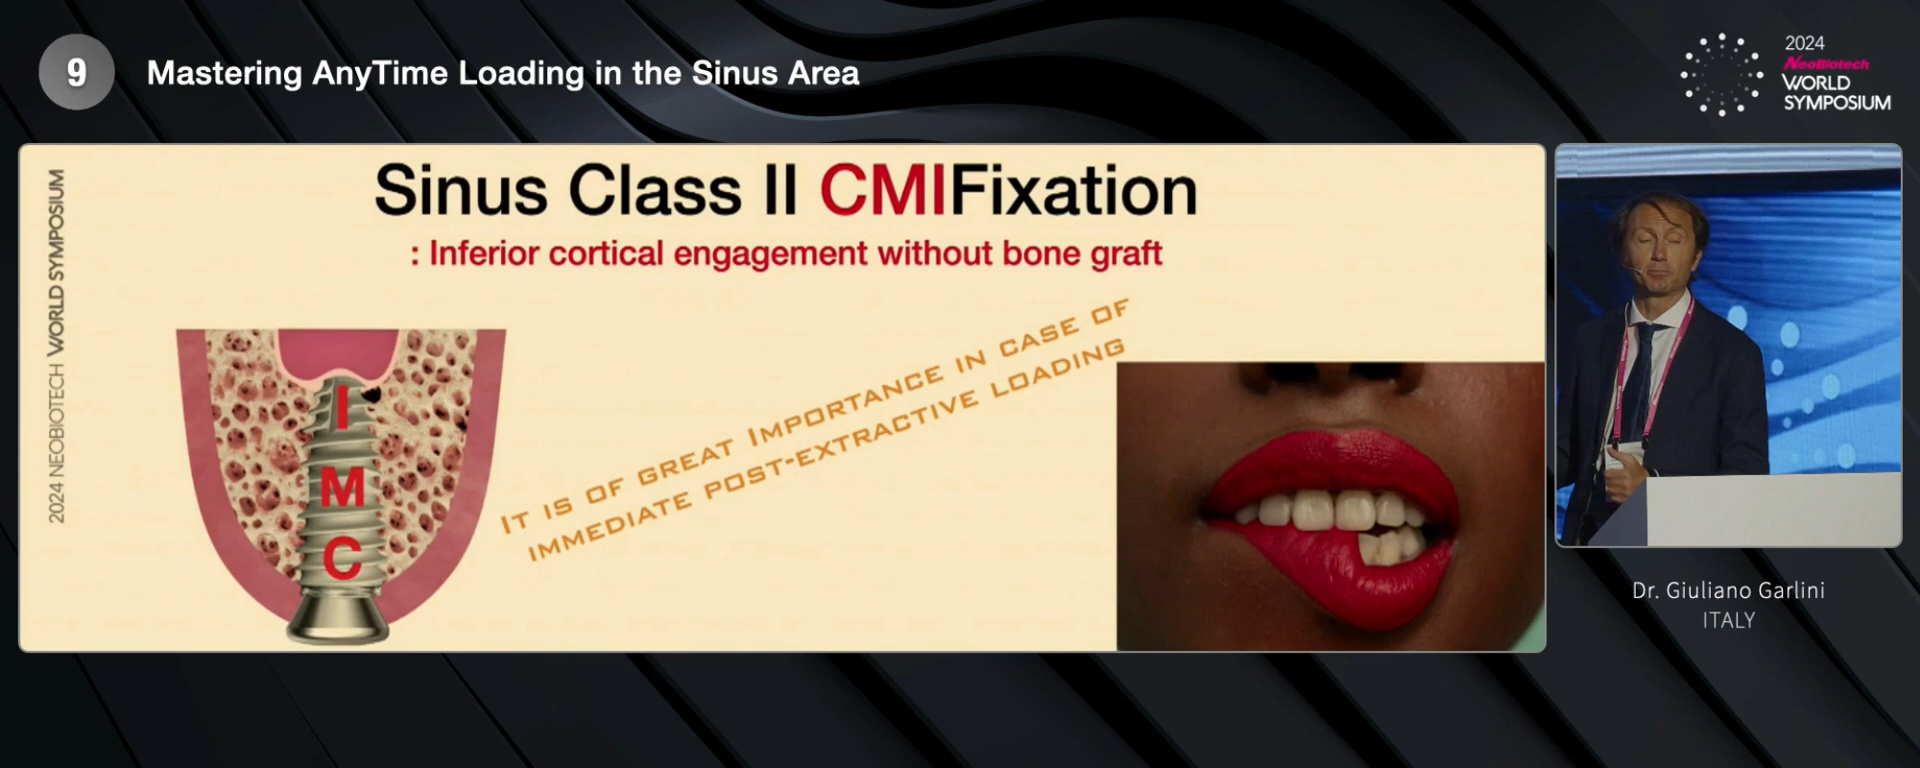 9
Mastering AnyTime Loading in the Sinus Area
2024
NeoBiotech
WORLD
SYMPOSIUM
2024 NEOBIOTECH WORLD SYMPOSIUM
Sinus Class II CMIFixation
: Inferior cortical engagement without bone graft
IT IS OF GREAT IMPORTANCE IN CASE OF
IMMEDIATE POST-EXTRACTIVE LOADING
I
M
C
Dr. Giuliano Garlini
ITALY